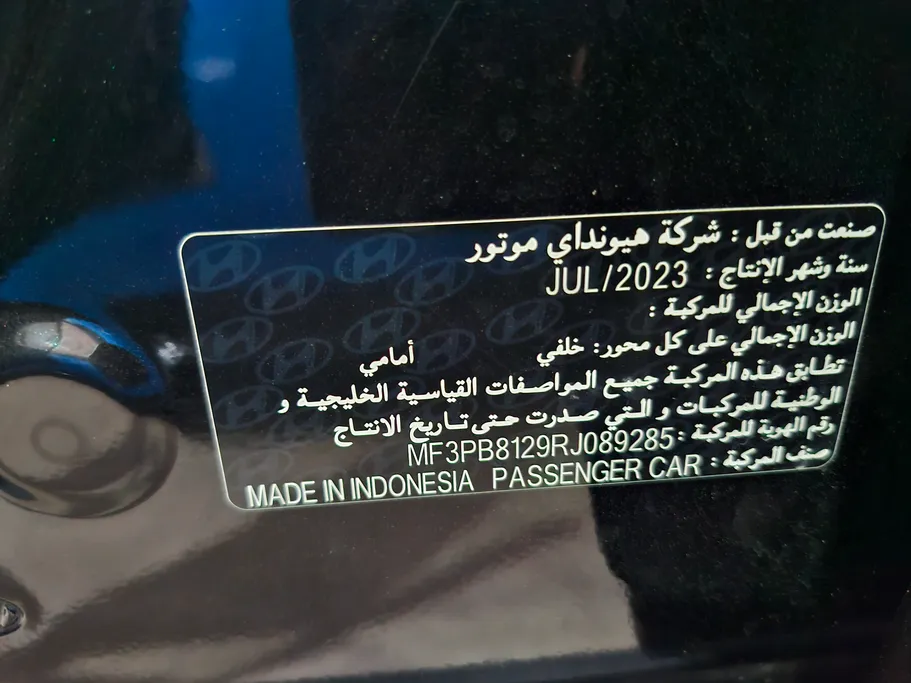 صنعت من قبل : شركة هيونداي موتور
سنة وشهر الإنتاج : JUL/2023
الوزن الإجمالي للمركبة :
الوزن الإجمالي على كل محور: خلفي أمامي
تطابق هذه المركبة جميع المواصفات القياسية الخليجية و
الوطنية للمركبات و التي صدرت حتى تاريخ الانتاج
رقم الهوية للمركبة : MF3PB8129RJ089285
صنف المركبة : PASSENGER CAR MADE IN INDONESIA